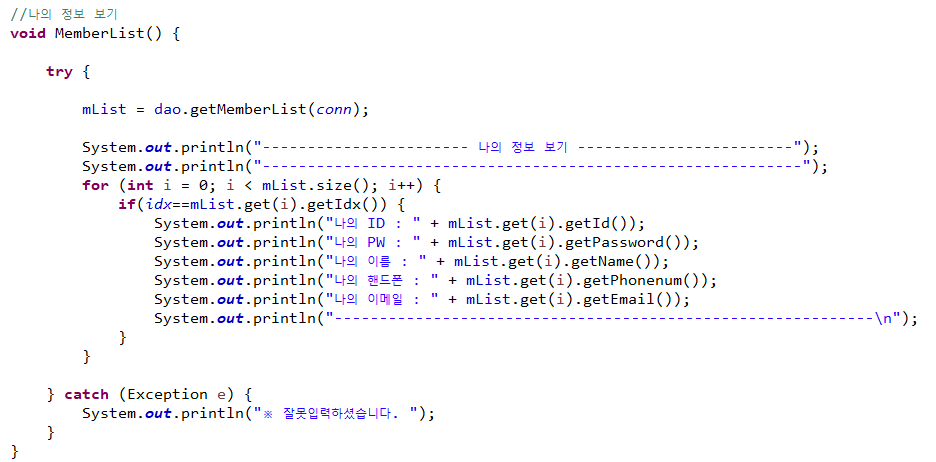 //나의 정보 보기
void MemberList() {
try {
mList = dao.getMemberList(conn);
System.out.println("----------------------- 나의 정보 보기 ------------------------");
System.out.println("------------------------------------------------------------");
for (int i = 0; i < mList.size(); i++) {
if(idx==mList.get(i).getIdx()) {
System.out.println("나의 ID : " + mList.get(i).getId());
System.out.println("나의 PW : " + mList.get(i).getPassword());
System.out.println("나의 이름 : " + mList.get(i).getName());
System.out.println("나의 핸드폰 : " + mList.get(i).getPhonenum());
System.out.println("나의 이메일 : " + mList.get(i).getEmail());
System.out.println("------------------------------------------------------------\n");
}
}
} catch (Exception e) {
System.out.println("※ 잘못입력하셨습니다. ");
}
}